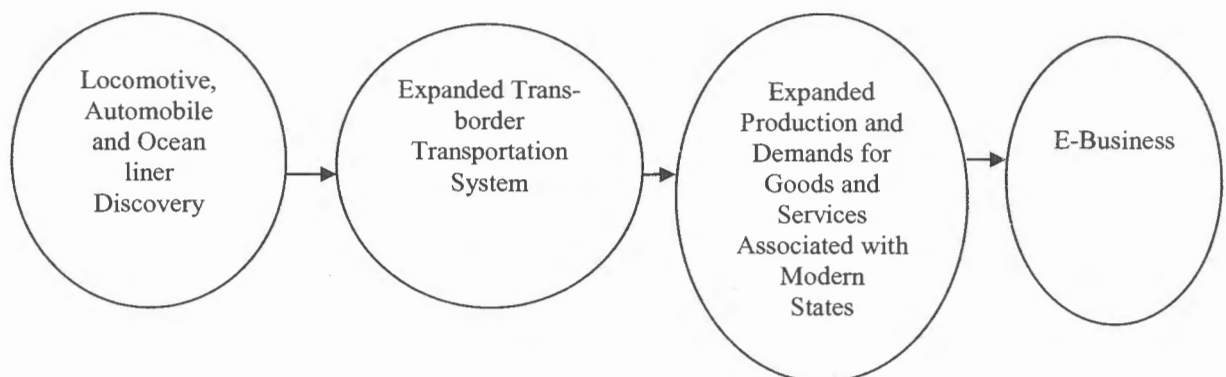 Locomotive,
Automobile
and Ocean
liner
Discovery
Expanded Trans-
border
Transportation
System
Expanded
Production and
Demands for
Goods and
Services
Associated with
Modern
States
E-Business